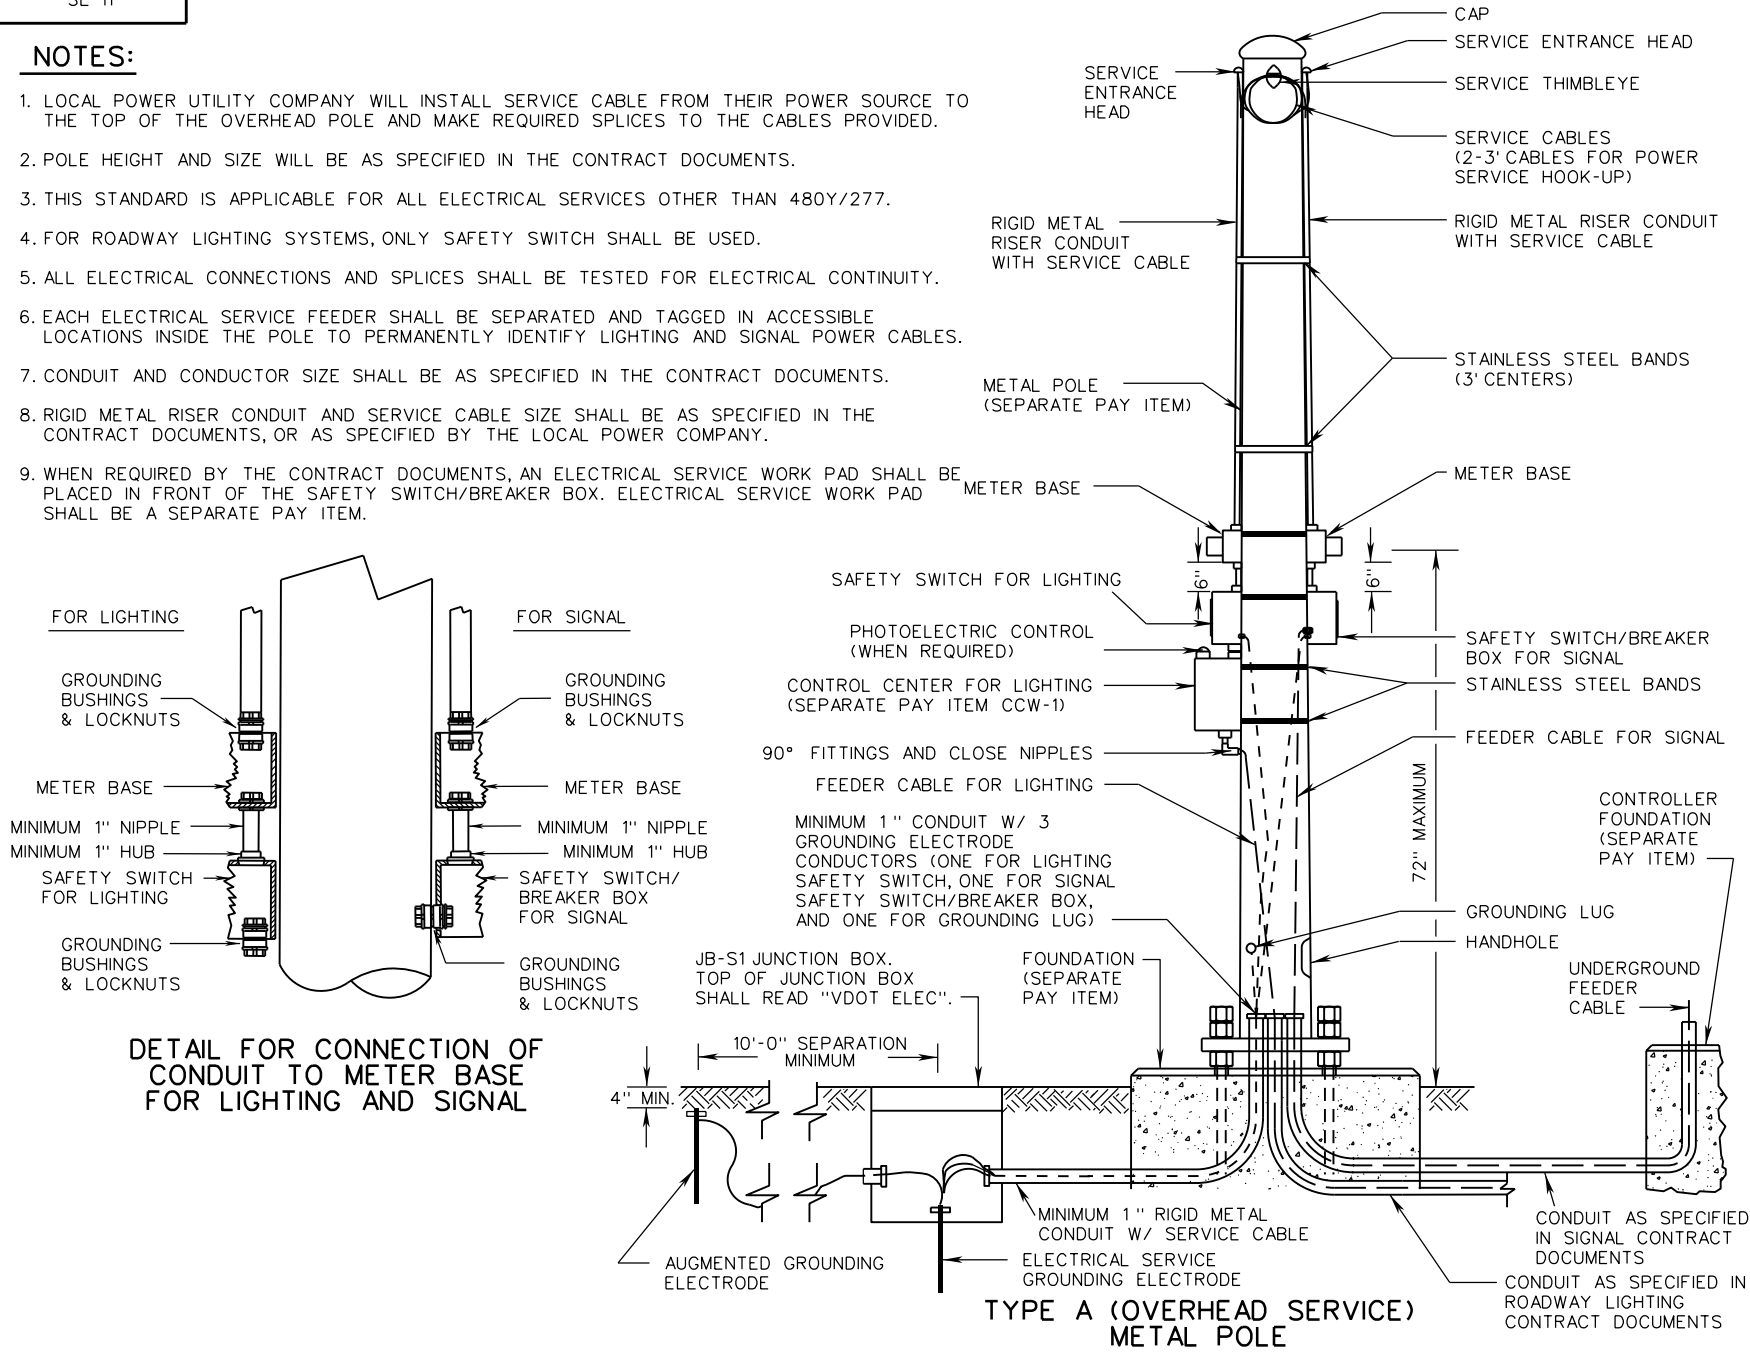 NOTES:
1. LOCAL POWER UTILITY COMPANY WILL INSTALL SERVICE CABLE FROM THEIR POWER SOURCE TO
THE TOP OF THE OVERHEAD POLE AND MAKE REQUIRED SPLICES TO THE CABLES PROVIDED.
2. POLE HEIGHT AND SIZE WILL BE AS SPECIFIED IN THE CONTRACT DOCUMENTS.
3. THIS STANDARD IS APPLICABLE FOR ALL ELECTRICAL SERVICES OTHER THAN 480Y/277.
4. FOR ROADWAY LIGHTING SYSTEMS, ONLY SAFETY SWITCH SHALL BE USED.
5. ALL ELECTRICAL CONNECTIONS AND SPLICES SHALL BE TESTED FOR ELECTRICAL CONTINUITY.
6. EACH ELECTRICAL SERVICE FEEDER SHALL BE SEPARATED AND TAGGED IN ACCESSIBLE
LOCATIONS INSIDE THE POLE TO PERMANENTLY IDENTIFY LIGHTING AND SIGNAL POWER CABLES.
7. CONDUIT AND CONDUCTOR SIZE SHALL BE AS SPECIFIED IN THE CONTRACT DOCUMENTS.
8. RIGID METAL RISER CONDUIT AND SERVICE CABLE SIZE SHALL BE AS SPECIFIED IN THE
CONTRACT DOCUMENTS, OR AS SPECIFIED BY THE LOCAL POWER COMPANY.
9. WHEN REQUIRED BY THE CONTRACT DOCUMENTS, AN ELECTRICAL SERVICE WORK PAD SHALL BE
PLACED IN FRONT OF THE SAFETY SWITCH/BREAKER BOX. ELECTRICAL SERVICE WORK PAD
SHALL BE A SEPARATE PAY ITEM.
FOR LIGHTING
FOR SIGNAL
GROUNDING
BUSHINGS
& LOCKNUTS
GROUNDING
BUSHINGS
& LOCKNUTS
METER BASE
METER BASE
MINIMUM 1" NIPPLE
MINIMUM 1" NIPPLE
MINIMUM 1" HUB
MINIMUM 1" HUB
SAFETY SWITCH
FOR LIGHTING
SAFETY SWITCH/
BREAKER BOX
FOR SIGNAL
GROUNDING
BUSHINGS
& LOCKNUTS
GROUNDING
BUSHINGS
& LOCKNUTS
DETAIL FOR CONNECTION OF
CONDUIT TO METER BASE
FOR LIGHTING AND SIGNAL
CAP
SERVICE ENTRANCE HEAD
SERVICE
ENTRANCE
HEAD
SERVICE THIMBLEYE
SERVICE CABLES
(2-3' CABLES FOR POWER
SERVICE HOOK-UP)
RIGID METAL
RISER CONDUIT
WITH SERVICE CABLE
RIGID METAL RISER CONDUIT
WITH SERVICE CABLE
STAINLESS STEEL BANDS
(3' CENTERS)
METAL POLE
(SEPARATE PAY ITEM)
METER BASE
METER BASE
6"
6"
SAFETY SWITCH FOR LIGHTING
PHOTOELECTRIC CONTROL
(WHEN REQUIRED)
SAFETY SWITCH/BREAKER
BOX FOR SIGNAL
CONTROL CENTER FOR LIGHTING
(SEPARATE PAY ITEM CCW-1)
STAINLESS STEEL BANDS
90° FITTINGS AND CLOSE NIPPLES
FEEDER CABLE FOR SIGNAL
FEEDER CABLE FOR LIGHTING
72" MAXIMUM
CONTROLLER
FOUNDATION
(SEPARATE
PAY ITEM)
MINIMUM 1" CONDUIT W/ 3
GROUNDING ELECTRODE
CONDUCTORS (ONE FOR LIGHTING
SAFETY SWITCH, ONE FOR SIGNAL
SAFETY SWITCH/BREAKER BOX,
AND ONE FOR GROUNDING LUG)
GROUNDING LUG
HANDHOLE
JB-S1 JUNCTION BOX.
TOP OF JUNCTION BOX
SHALL READ "VDOT ELEC".
FOUNDATION
(SEPARATE
PAY ITEM)
UNDERGROUND
FEEDER
CABLE
10'-0" SEPARATION
MINIMUM
4" MIN.
MINIMUM 1" RIGID METAL
CONDUIT W/ SERVICE CABLE
CONDUIT AS SPECIFIED
IN SIGNAL CONTRACT
DOCUMENTS
AUGMENTED GROUNDING
ELECTRODE
ELECTRICAL SERVICE
GROUNDING ELECTRODE
CONDUIT AS SPECIFIED IN
ROADWAY LIGHTING
CONTRACT DOCUMENTS
TYPE A (OVERHEAD SERVICE)
METAL POLE